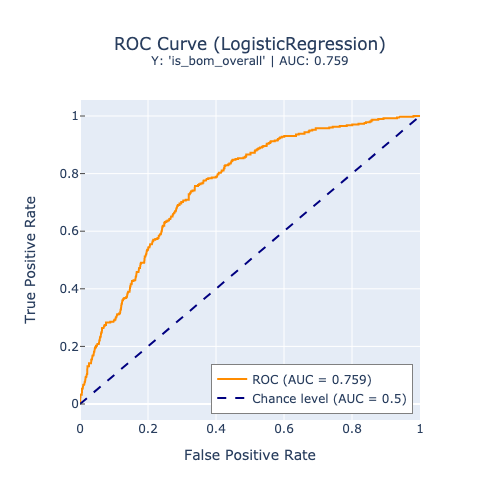 ROC Curve (LogisticRegression)
Y: 'is_bom_overall' | AUC: 0.759
True Positive Rate
1
0.8
0.6
0.4
0.2
0
ROC (AUC = 0.759)
Chance level (AUC = 0.5)
0
0.2
0.4
0.6
0.8
1
False Positive Rate